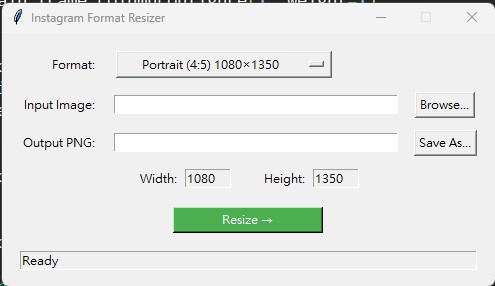 Instagram Format Resizer
Format: Portrait (4:5) 1080×1350
Input Image: Browse...
Output PNG: Save As...
Width: 1080 Height: 1350
Resize →
Ready